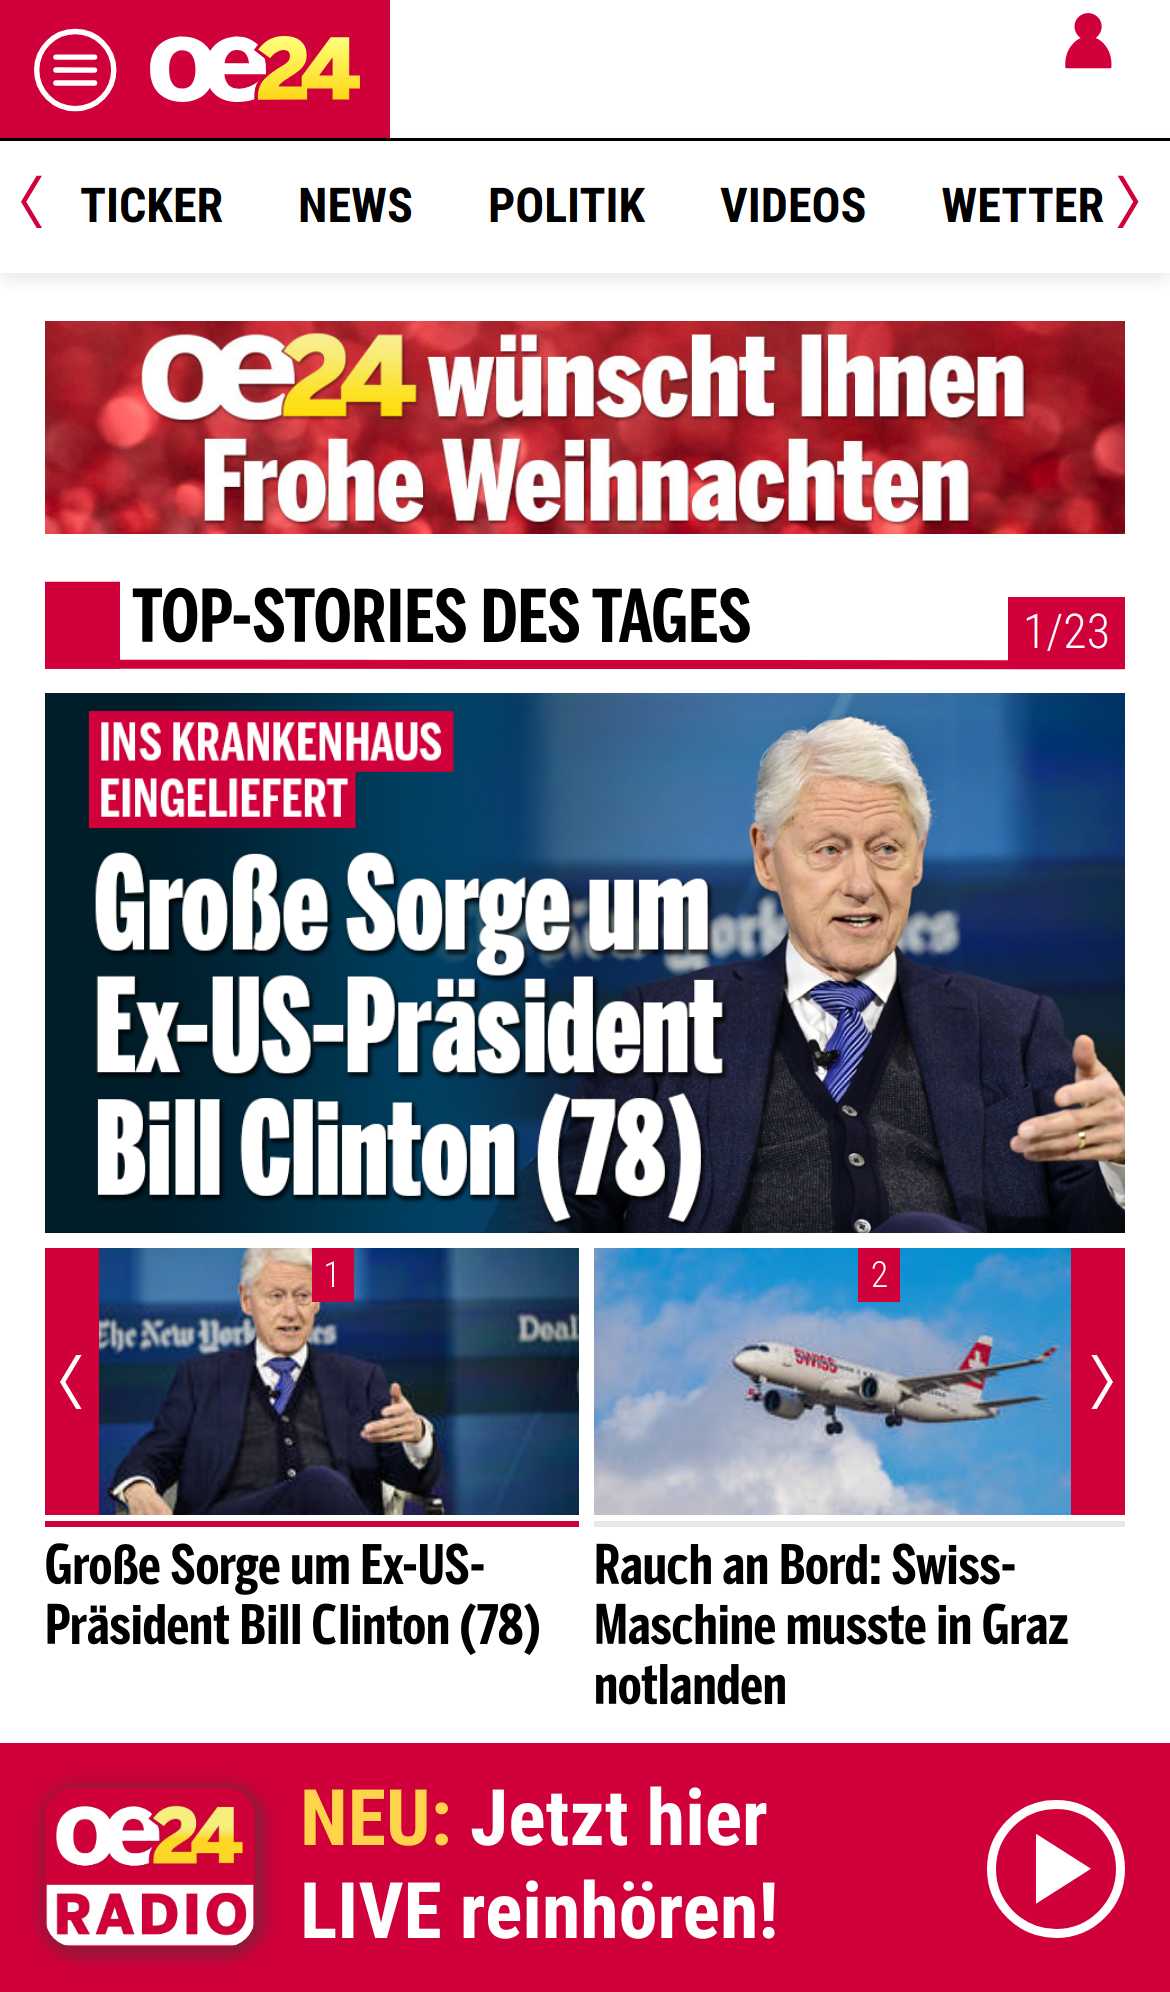 oe24
TICKER NEWS POLITIK VIDEOS WETTER
oe24 wünscht Ihnen
Frohe Weihnachten
TOP-STORIES DES TAGES
1/23
INS KRANKENHAUS
EINGELIEFERT
Große Sorge um
Ex-US-Präsident
Bill Clinton (78)
1
The New York Times
Deal
2
SWISS
Große Sorge um Ex-US-
Präsident Bill Clinton (78)
Rauch an Bord: Swiss-
Maschine musste in Graz
notlanden
oe24
RADIO
NEU: Jetzt hier
LIVE reinhören!